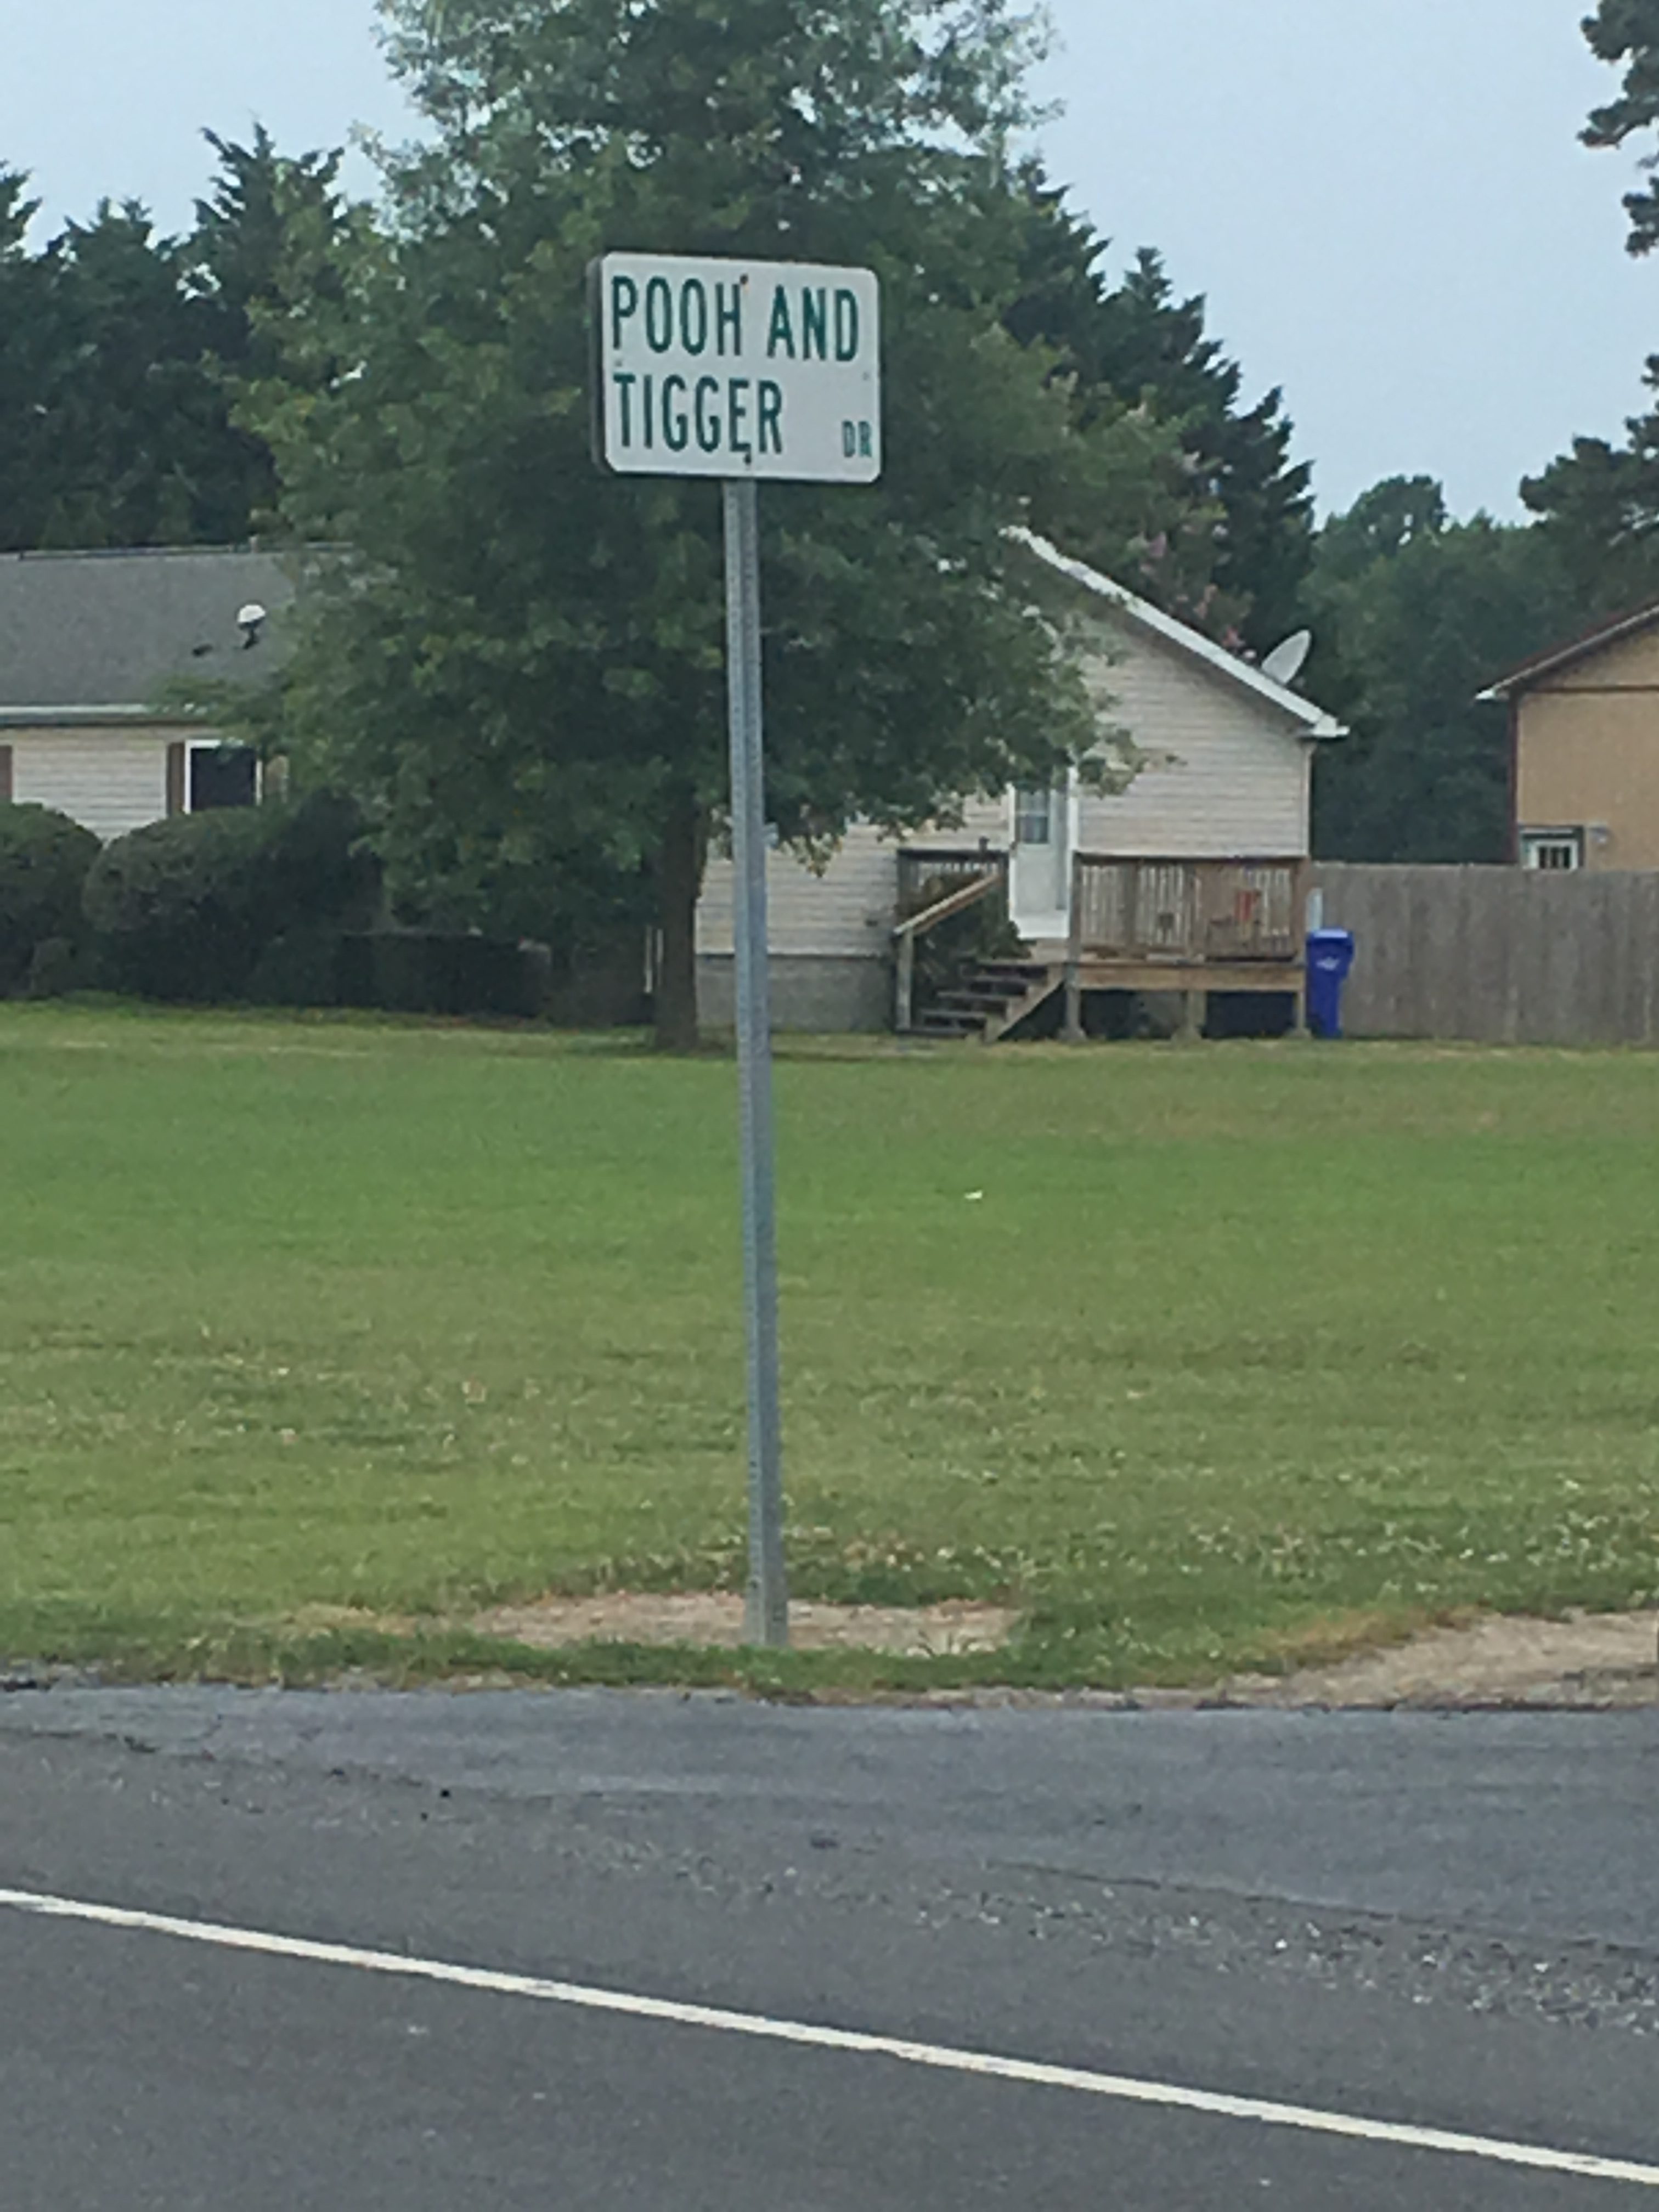 POOH AND
TIGGER DR